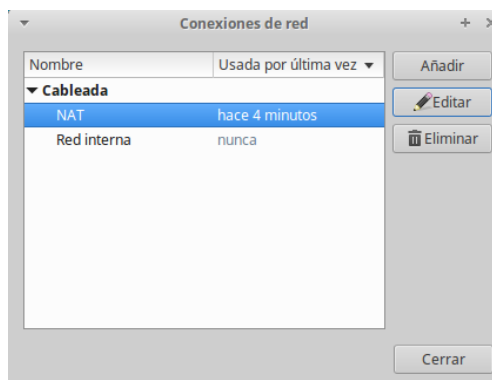 Conexiones de red
Nombre Usada por última vez
Cableada
NAT hace 4 minutos
Red interna nunca
Añadir
Editar
Eliminar
Cerrar